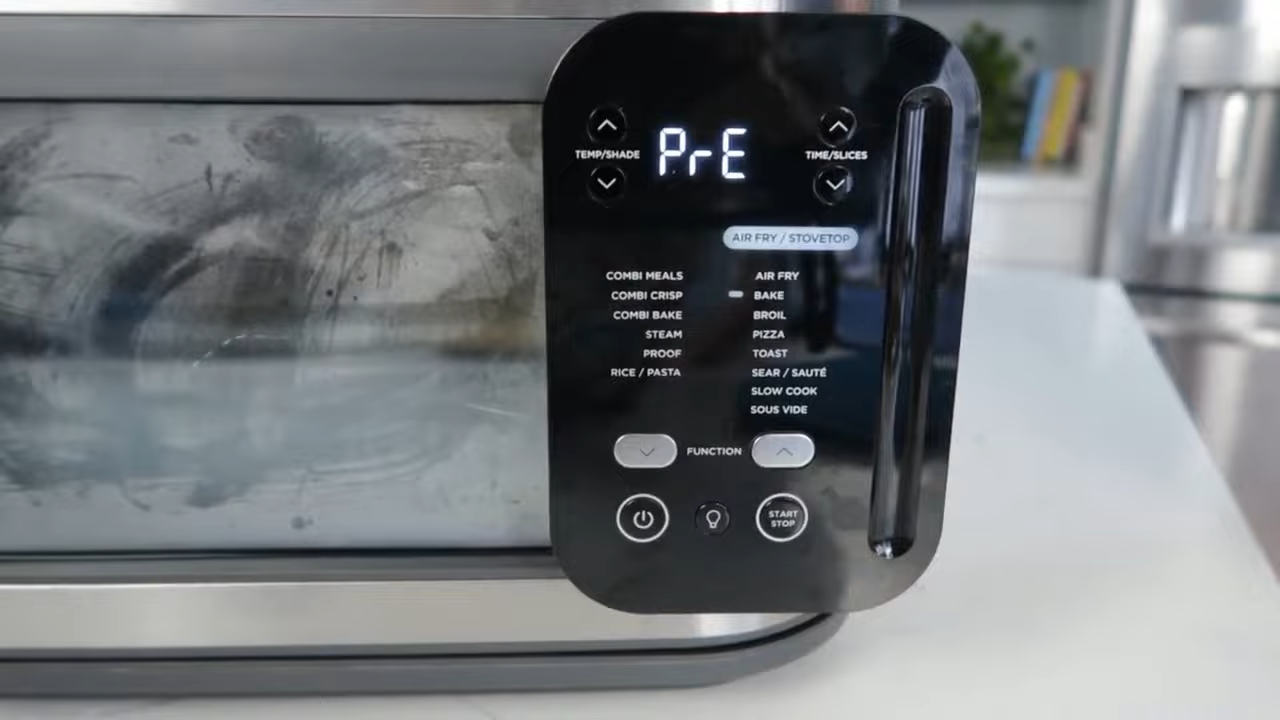 PrE
TEMP/SHADE
TIME/SLICES
AIR FRY / STOVETOP
COMBI MEALS
COMBI CRISP
COMBI BAKE
STEAM
PROOF
RICE / PASTA
AIR FRY
BAKE
BROIL
PIZZA
TOAST
SEAR / SAUTÉ
SLOW COOK
SOUS VIDE
FUNCTION
START
STOP